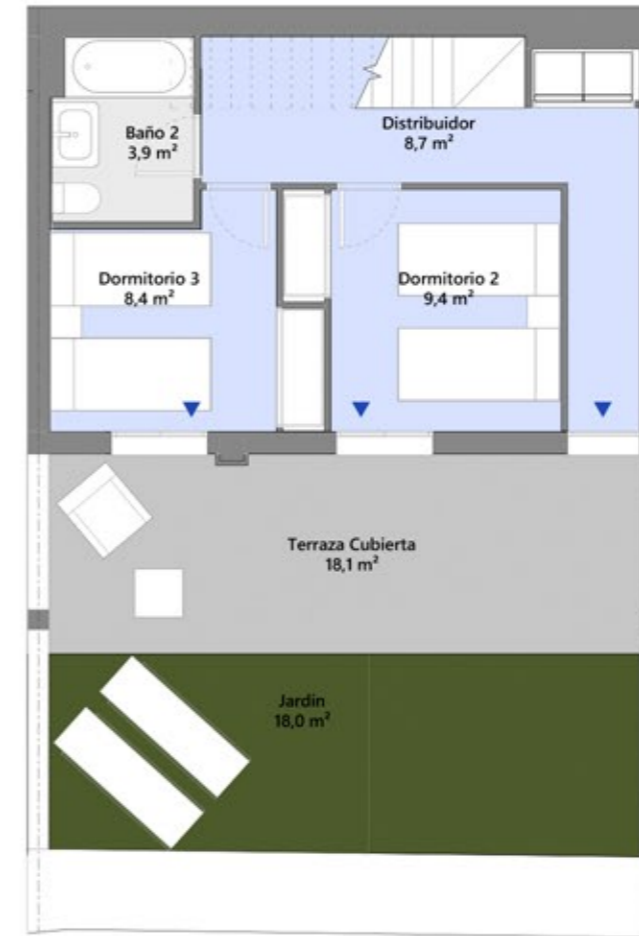 Baño 2
3,9 m²
Distribuidor
8,7 m²
Dormitorio 3
8,4 m²
Dormitorio 2
9,4 m²
Terraza Cubierta
18,1 m²
Jardin
18,0 m²